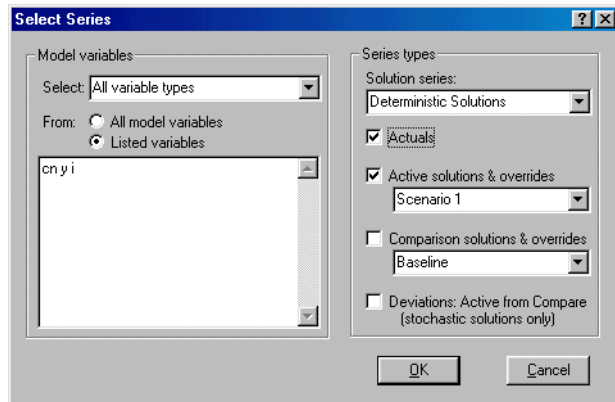 Select Series
Model variables
Select: All variable types
From: All model variables
Listed variables
cn y i
Series types
Solution series:
Deterministic Solutions
Actuals
Active solutions & overrides
Scenario 1
Comparison solutions & overrides
Baseline
Deviations: Active from Compare
(stochastic solutions only)
OK
Cancel